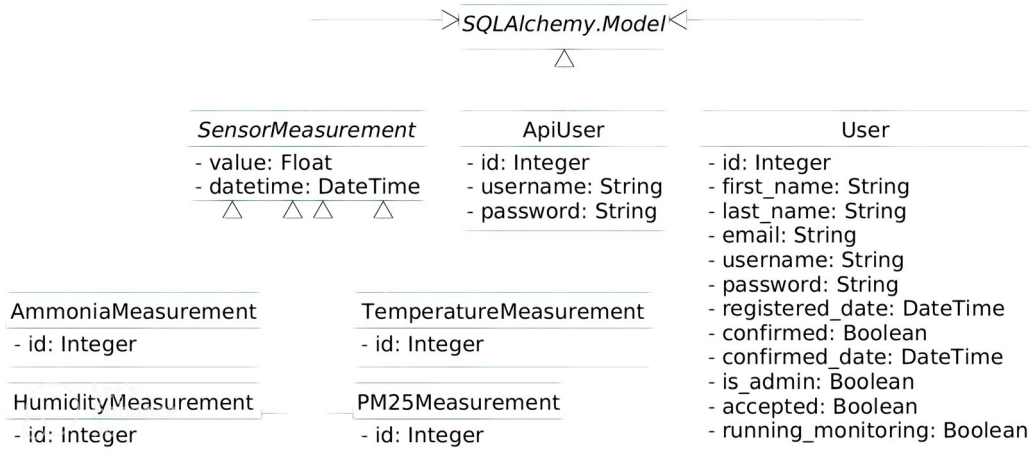 SQLAlchemy.Model
SensorMeasurement
- value: Float
- datetime: DateTime
ApiUser
- id: Integer
- username: String
- password: String
User
- id: Integer
- first_name: String
- last_name: String
- email: String
- username: String
- password: String
- registered_date: DateTime
- confirmed: Boolean
- confirmed_date: DateTime
- is_admin: Boolean
- accepted: Boolean
- running_monitoring: Boolean
AmmoniaMeasurement
- id: Integer
TemperatureMeasurement
- id: Integer
HumidityMeasurement
- id: Integer
PM25Measurement
- id: Integer